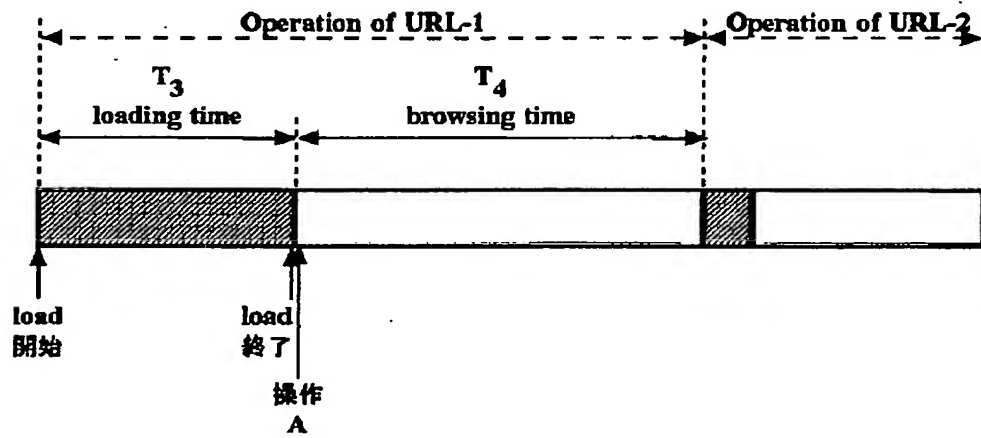 Operation of URL-1 Operation of URL-2
T3 T4
loading time browsing time
load load
開始 終了
操作
A